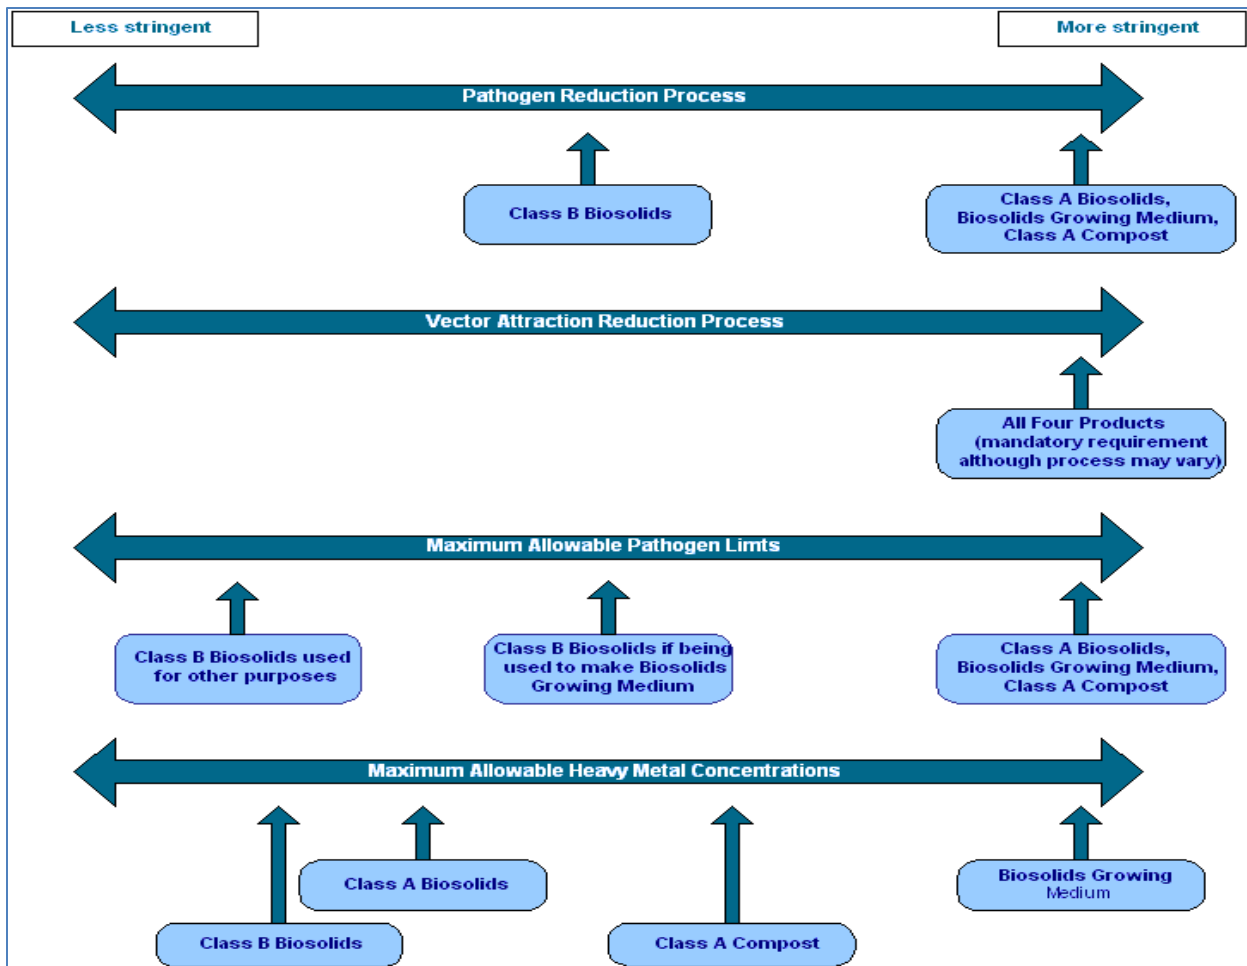 Less stringent
More stringent
Pathogen Reduction Process
Class B Biosolids
Class A Biosolids,
Biosolids Growing Medium,
Class A Compost
Vector Attraction Reduction Process
All Four Products
(mandatory requirement
although process may vary)
Maximum Allowable Pathogen Limts
Class B Biosolids used
for other purposes
Class B Biosolids if being
used to make Biosolids
Growing Medium
Class A Biosolids,
Biosolids Growing Medium,
Class A Compost
Maximum Allowable Heavy Metal Concentrations
Class B Biosolids
Class A Biosolids
Class A Compost
Biosolids Growing
Medium